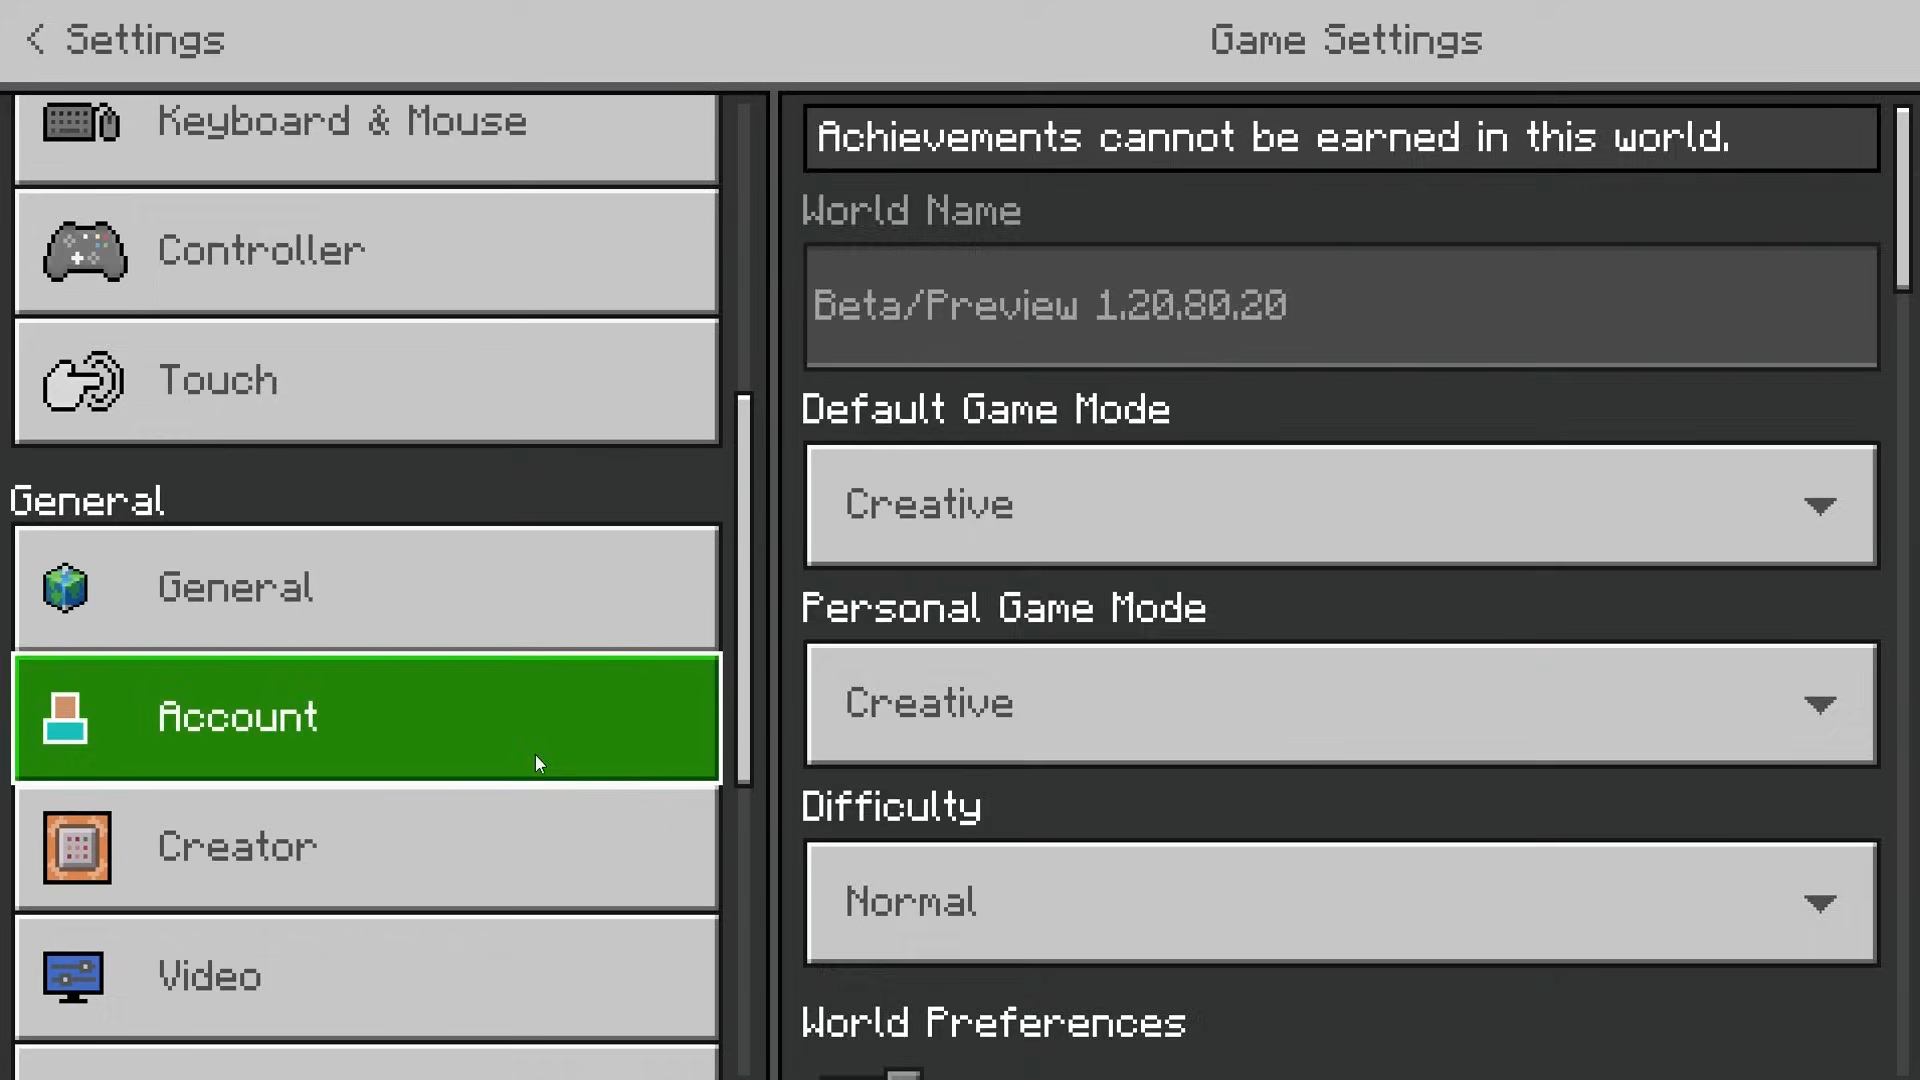 Settings
Game Settings
Keyboard & Mouse
Controller
Touch
General
General
Account
Creator
Video
Achievements cannot be earned in this world.
World Name
Beta/Preview 1.20.80.20
Default Game Mode
Creative
Personal Game Mode
Creative
Difficulty
Normal
World Preferences